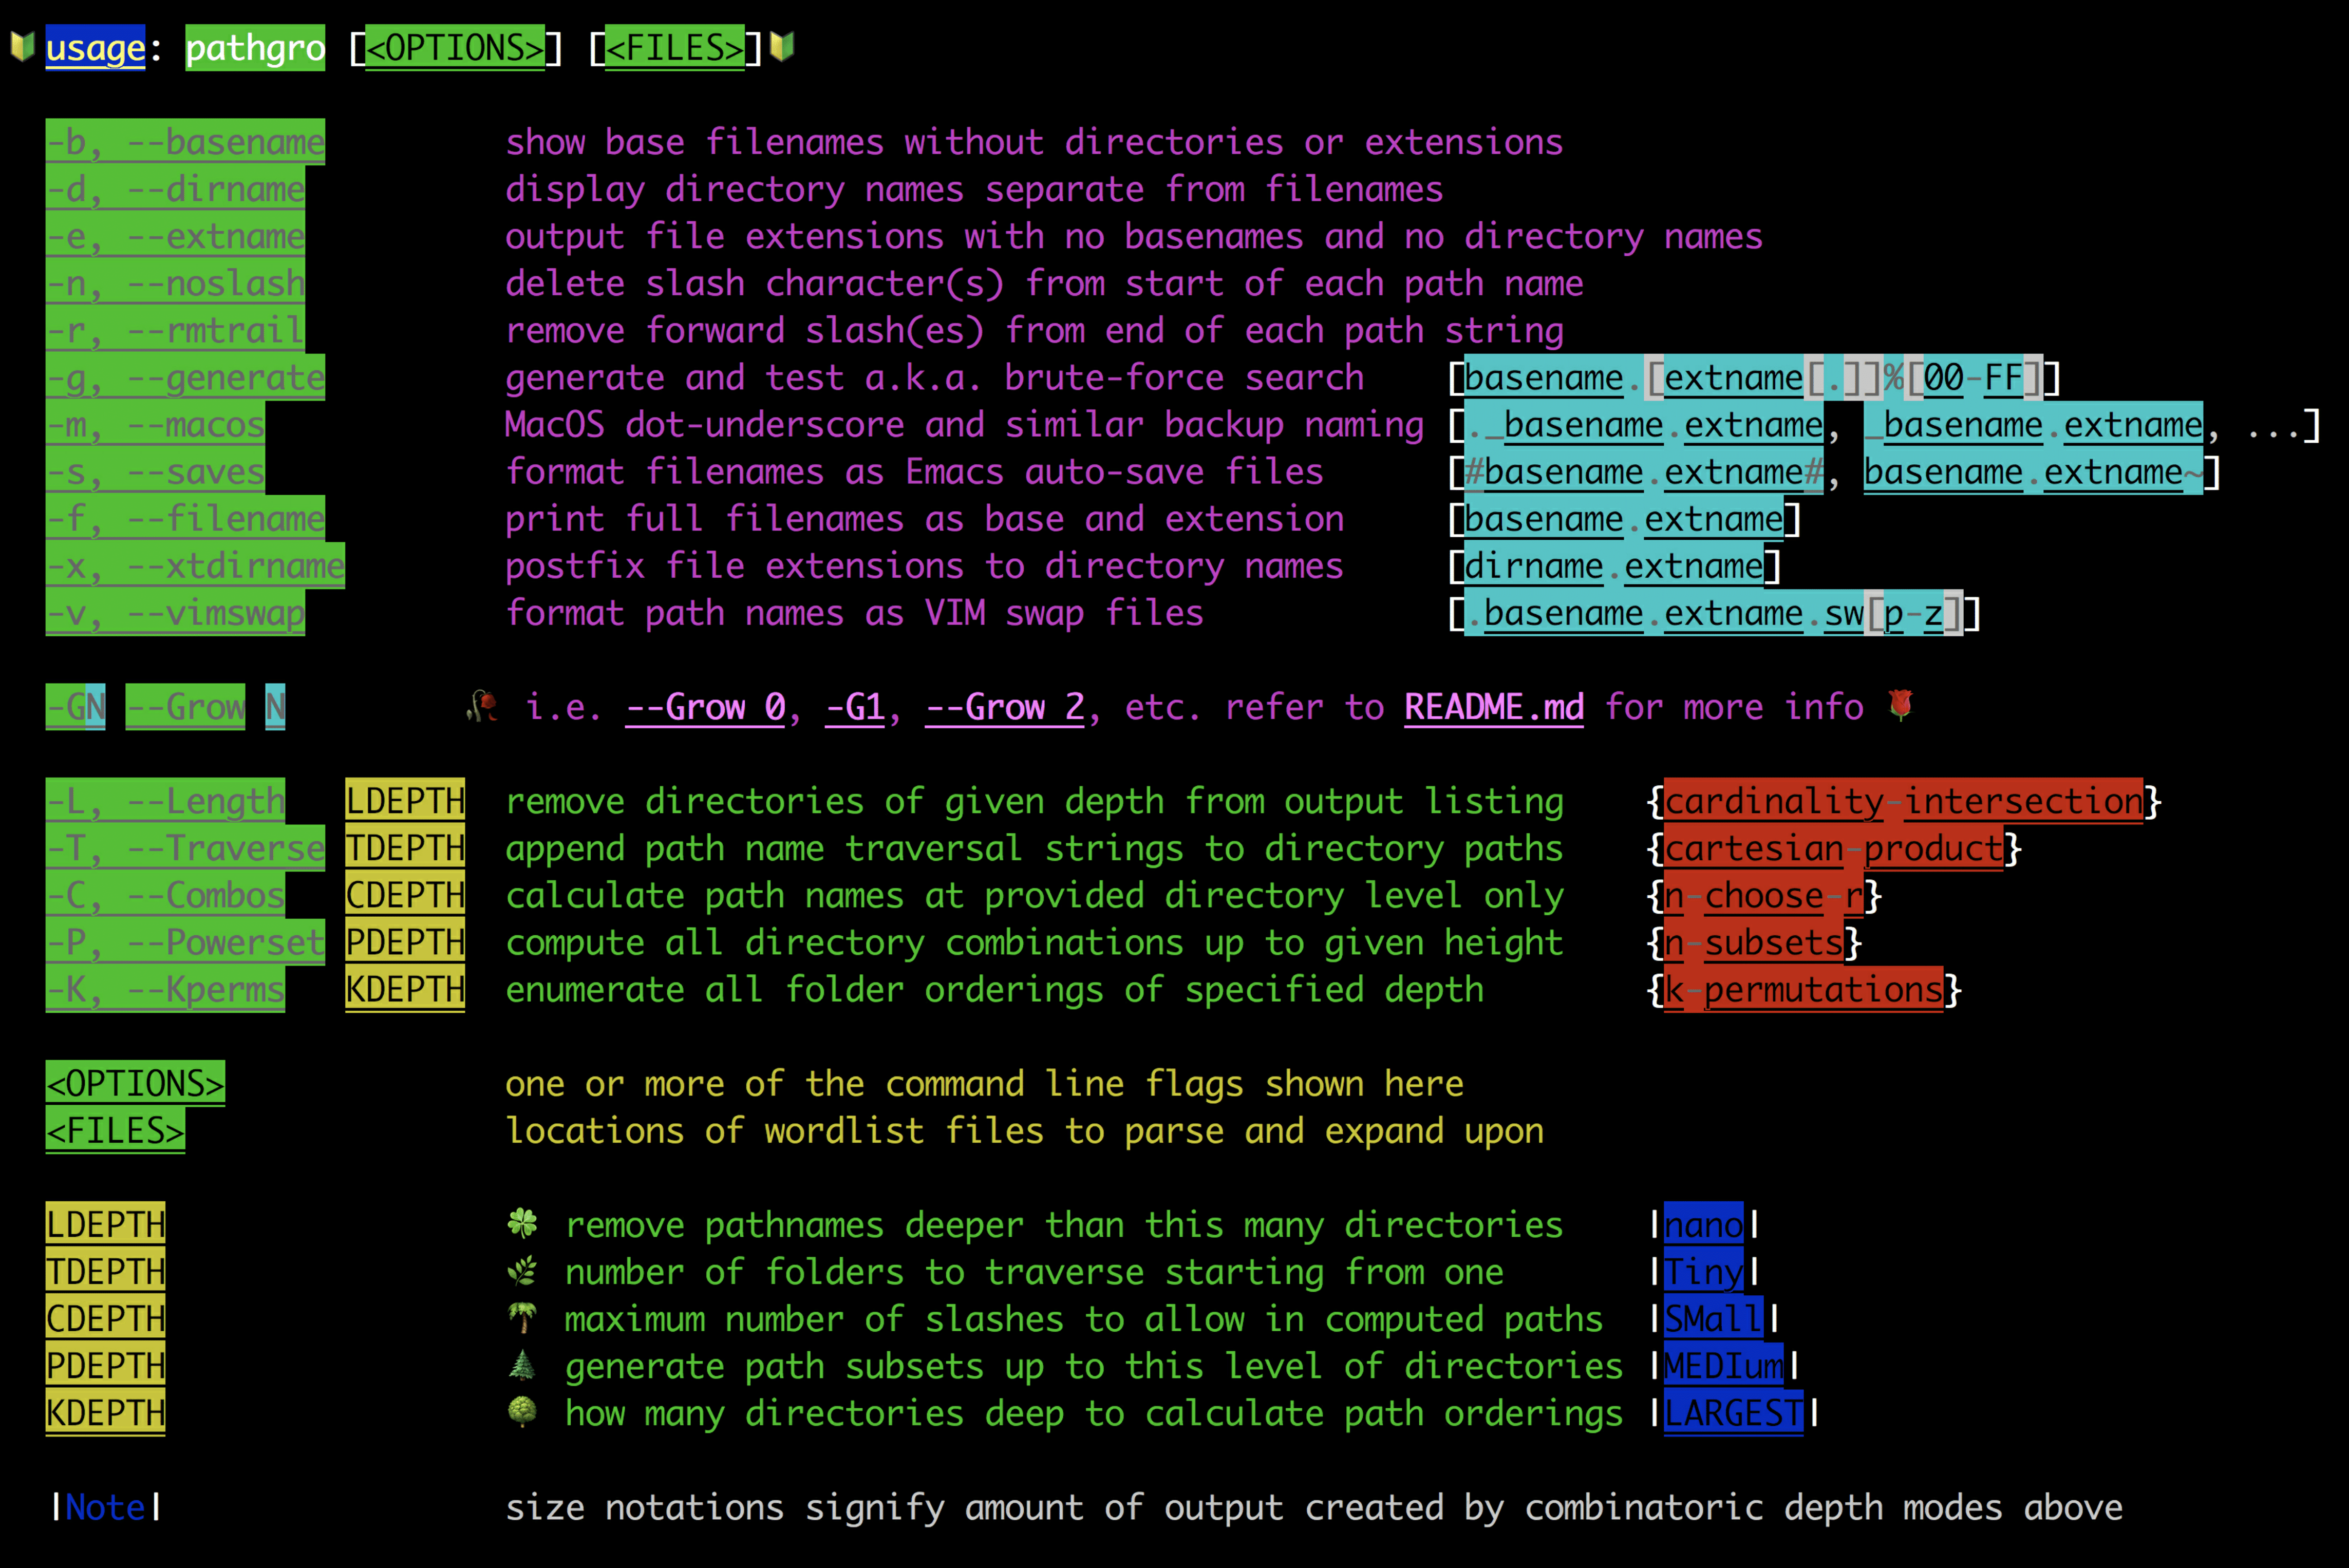 usage: pathgro [<OPTIONS>] [<FILES>]
-b, --basename show base filenames without directories or extensions
-d, --dirname display directory names separate from filenames
-e, --extname output file extensions with no basenames and no directory names
-n, --noslash delete slash character(s) from start of each path name
-r, --rmtrail remove forward slash(es) from end of each path string
-g, --generate generate and test a.k.a. brute-force search [basename.[extname[.]]%[00-FF]]
-m, --macos MacOS dot-underscore and similar backup naming [._basename.extname, _basename.extname, ...]
-s, --saves format filenames as Emacs auto-save files [#basename.extname#, basename.extname~]
-f, --filename print full filenames as base and extension [basename.extname]
-x, --xtdirname postfix file extensions to directory names [dirname.extname]
-v, --vimswap format path names as VIM swap files [.basename.extname.sw[p-z]]
-GN --Grow N i.e. --Grow 0, -G1, --Grow 2, etc. refer to README.md for more info
-L, --Length LDEPTH remove directories of given depth from output listing {cardinality-intersection}
-T, --Traverse TDEPTH append path name traversal strings to directory paths {cartesian-product}
-C, --Combos CDEPTH calculate path names at provided directory level only {n-choose-r}
-P, --Powerset PDEPTH compute all directory combinations up to given height {n-subsets}
-K, --Kperms KDEPTH enumerate all folder orderings of specified depth {k-permutations}
<OPTIONS> one or more of the command line flags shown here
<FILES> locations of wordlist files to parse and expand upon
LDEPTH remove pathnames deeper than this many directories |nano|
TDEPTH number of folders to traverse starting from one |Tiny|
CDEPTH maximum number of slashes to allow in computed paths |SMall|
PDEPTH generate path subsets up to this level of directories |MEDIum|
KDEPTH how many directories deep to calculate path orderings |LARGEST|
|Note| size notations signify amount of output created by combinatoric depth modes above